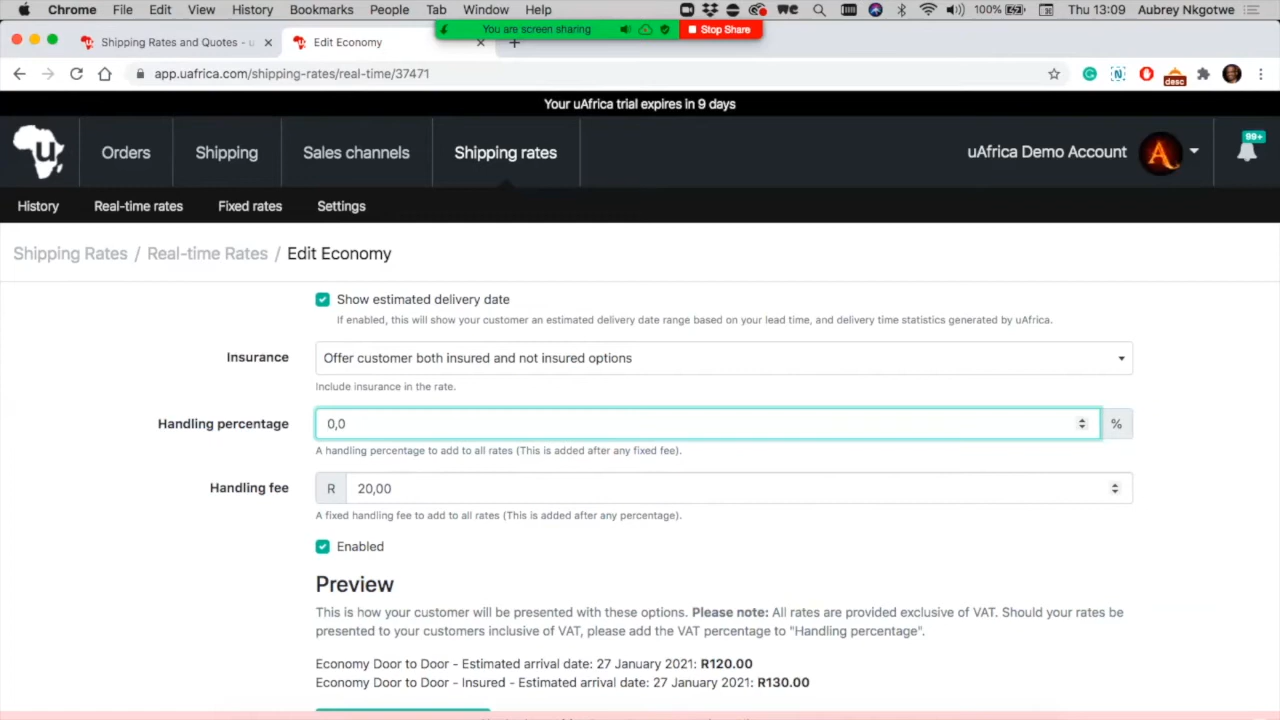 Chrome File Edit View History Bookmarks People Tab Window Help 100% Thu 13:09 Aubrey Nkgotwe
You are screen sharing Stop Share
Shipping Rates and Quotes - u Edit Economy
app.uafrica.com/shipping-rates/real-time/37471 desc
Your uAfrica trial expires in 9 days
u Orders Shipping Sales channels Shipping rates uAfrica Demo Account A 99+
History Real-time rates Fixed rates Settings
Shipping Rates / Real-time Rates / Edit Economy
Show estimated delivery date
If enabled, this will show your customer an estimated delivery date range based on your lead time, and delivery time statistics generated by uAfrica.
Insurance Offer customer both insured and not insured options
Include insurance in the rate.
Handling percentage 0,0 %
A handling percentage to add to all rates (This is added after any fixed fee).
Handling fee R 20,00
A fixed handling fee to add to all rates (This is added after any percentage).
Enabled
Preview
This is how your customer will be presented with these options. Please note: All rates are provided exclusive of VAT. Should your rates be
presented to your customers inclusive of VAT, please add the VAT percentage to "Handling percentage".
Economy Door to Door - Estimated arrival date: 27 January 2021: R120.00
Economy Door to Door - Insured - Estimated arrival date: 27 January 2021: R130.00